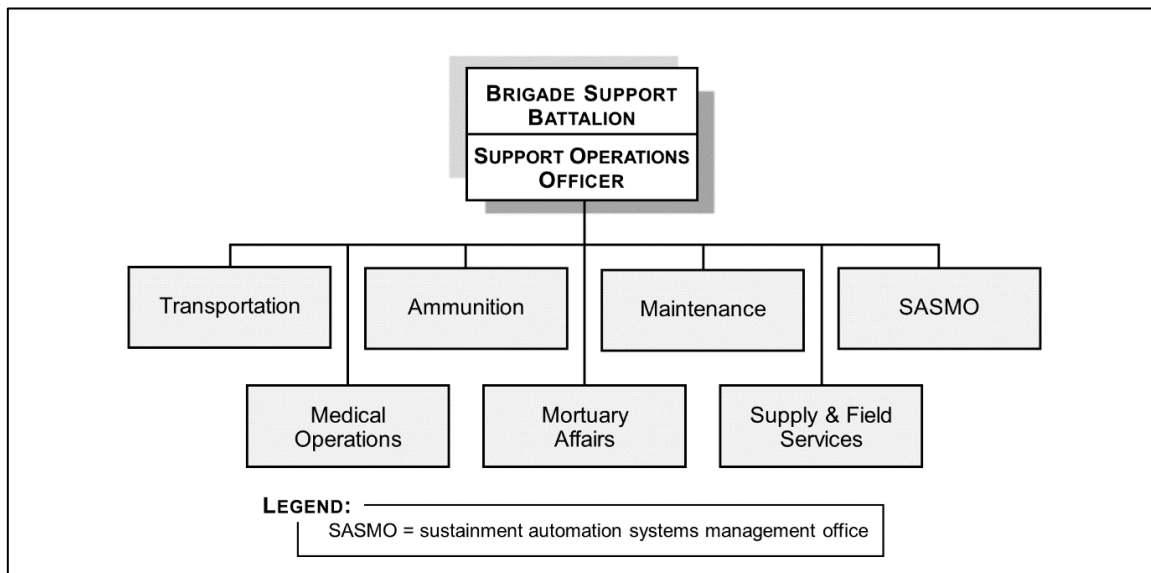 BRIGADE SUPPORT
BATTALION
SUPPORT OPERATIONS
OFFICER
Transportation
Ammunition
Maintenance
SASMO
Medical
Operations
Mortuary
Affairs
Supply & Field
Services
LEGEND:
SASMO = sustainment automation systems management office